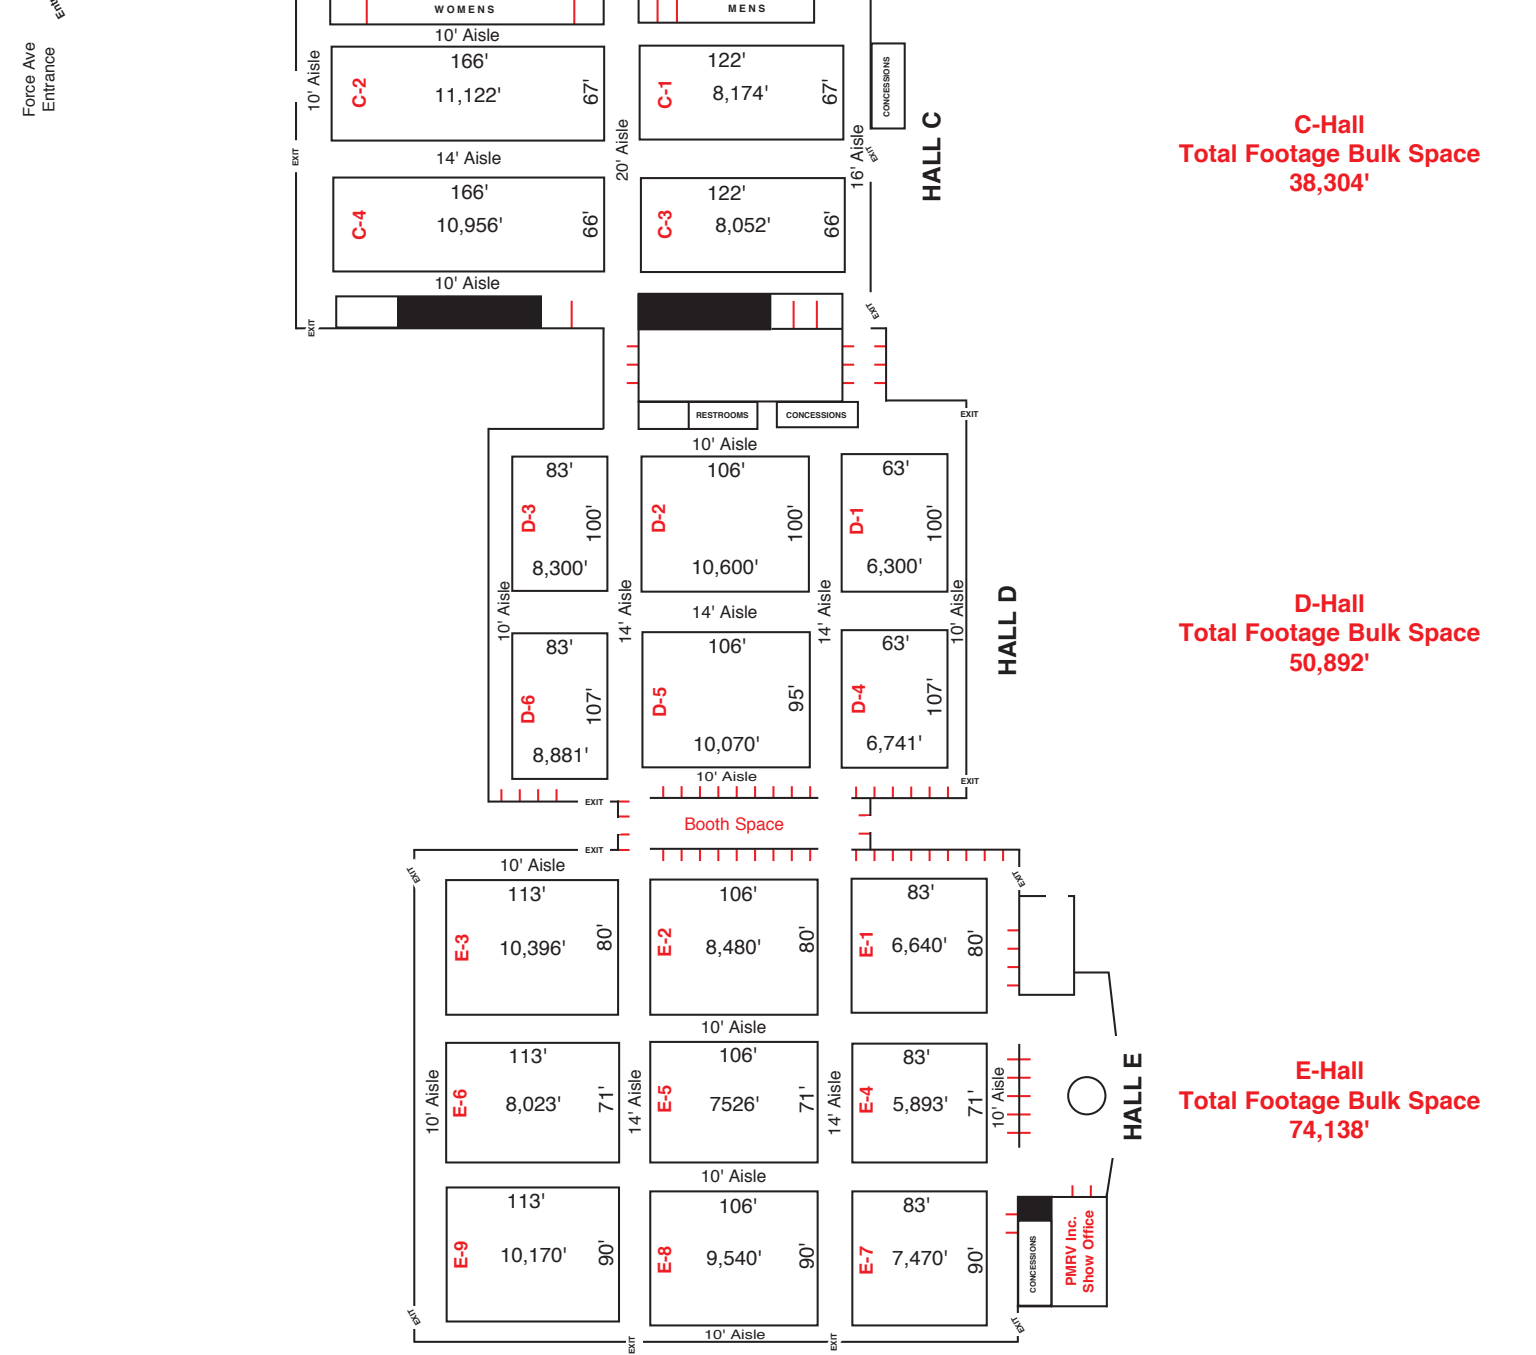 WOMENS
MENS
Force Ave
Entrance
10' Aisle
10' Aisle
166'
C-2
11,122'
67'
122'
C-1
8,174'
67'
CONCESSIONS
HALL C
C-Hall
Total Footage Bulk Space
38,304'
EXIT
14' Aisle
20' Aisle
16' Aisle
EXIT
166'
C-4
10,956'
66'
122'
C-3
8,052'
66'
10' Aisle
EXIT
EXIT
RESTROOMS
CONCESSIONS
EXIT
10' Aisle
83'
D-3
100'
8,300'
106'
D-2
100'
10,600'
63'
D-1
100'
6,300'
10' Aisle
14' Aisle
14' Aisle
14' Aisle
10' Aisle
HALL D
D-Hall
Total Footage Bulk Space
50,892'
83'
D-6
107'
8,881'
106'
D-5
95'
10,070'
63'
D-4
107'
6,741'
10' Aisle
EXIT
EXIT
Booth Space
EXIT
10' Aisle
EXIT
EXIT
113'
E-3
10,396'
80'
106'
E-2
8,480'
80'
83'
E-1
6,640'
80'
10' Aisle
10' Aisle
113'
E-6
8,023'
71'
14' Aisle
106'
E-5
7526'
71'
14' Aisle
83'
E-4
5,893'
71'
10' Aisle
HALL E
E-Hall
Total Footage Bulk Space
74,138'
10' Aisle
113'
E-9
10,170'
90'
106'
E-8
9,540'
90'
83'
E-7
7,470'
90'
CONCESSIONS
PMRV Inc.
Show Office
EXIT
EXIT
10' Aisle
EXIT
EXIT